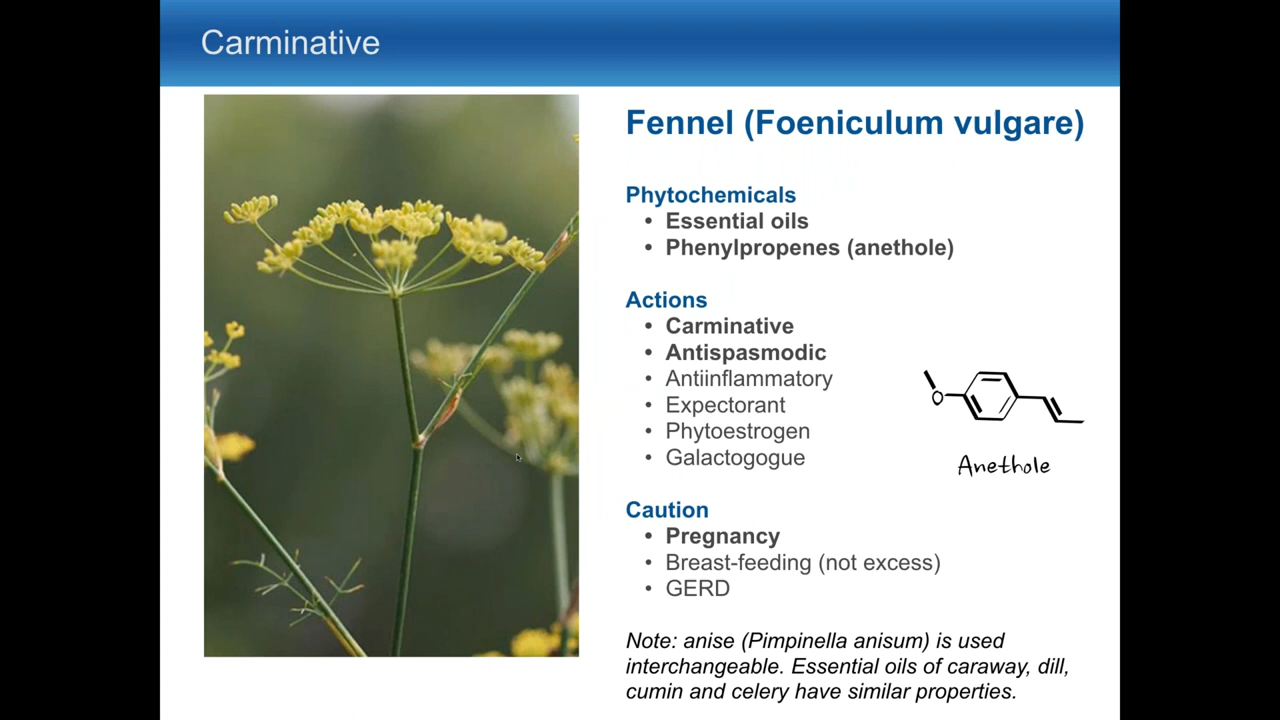 Carminative
Fennel (Foeniculum vulgare)
Phytochemicals
• Essential oils
• Phenylpropenes (anethole)
Actions
• Carminative
• Antispasmodic
• Antiinflammatory
• Expectorant
• Phytoestrogen
• Galactogogue
O
Anethole
Caution
• Pregnancy
• Breast-feeding (not excess)
• GERD
Note: anise (Pimpinella anisum) is used
interchangeable. Essential oils of caraway, dill,
cumin and celery have similar properties.